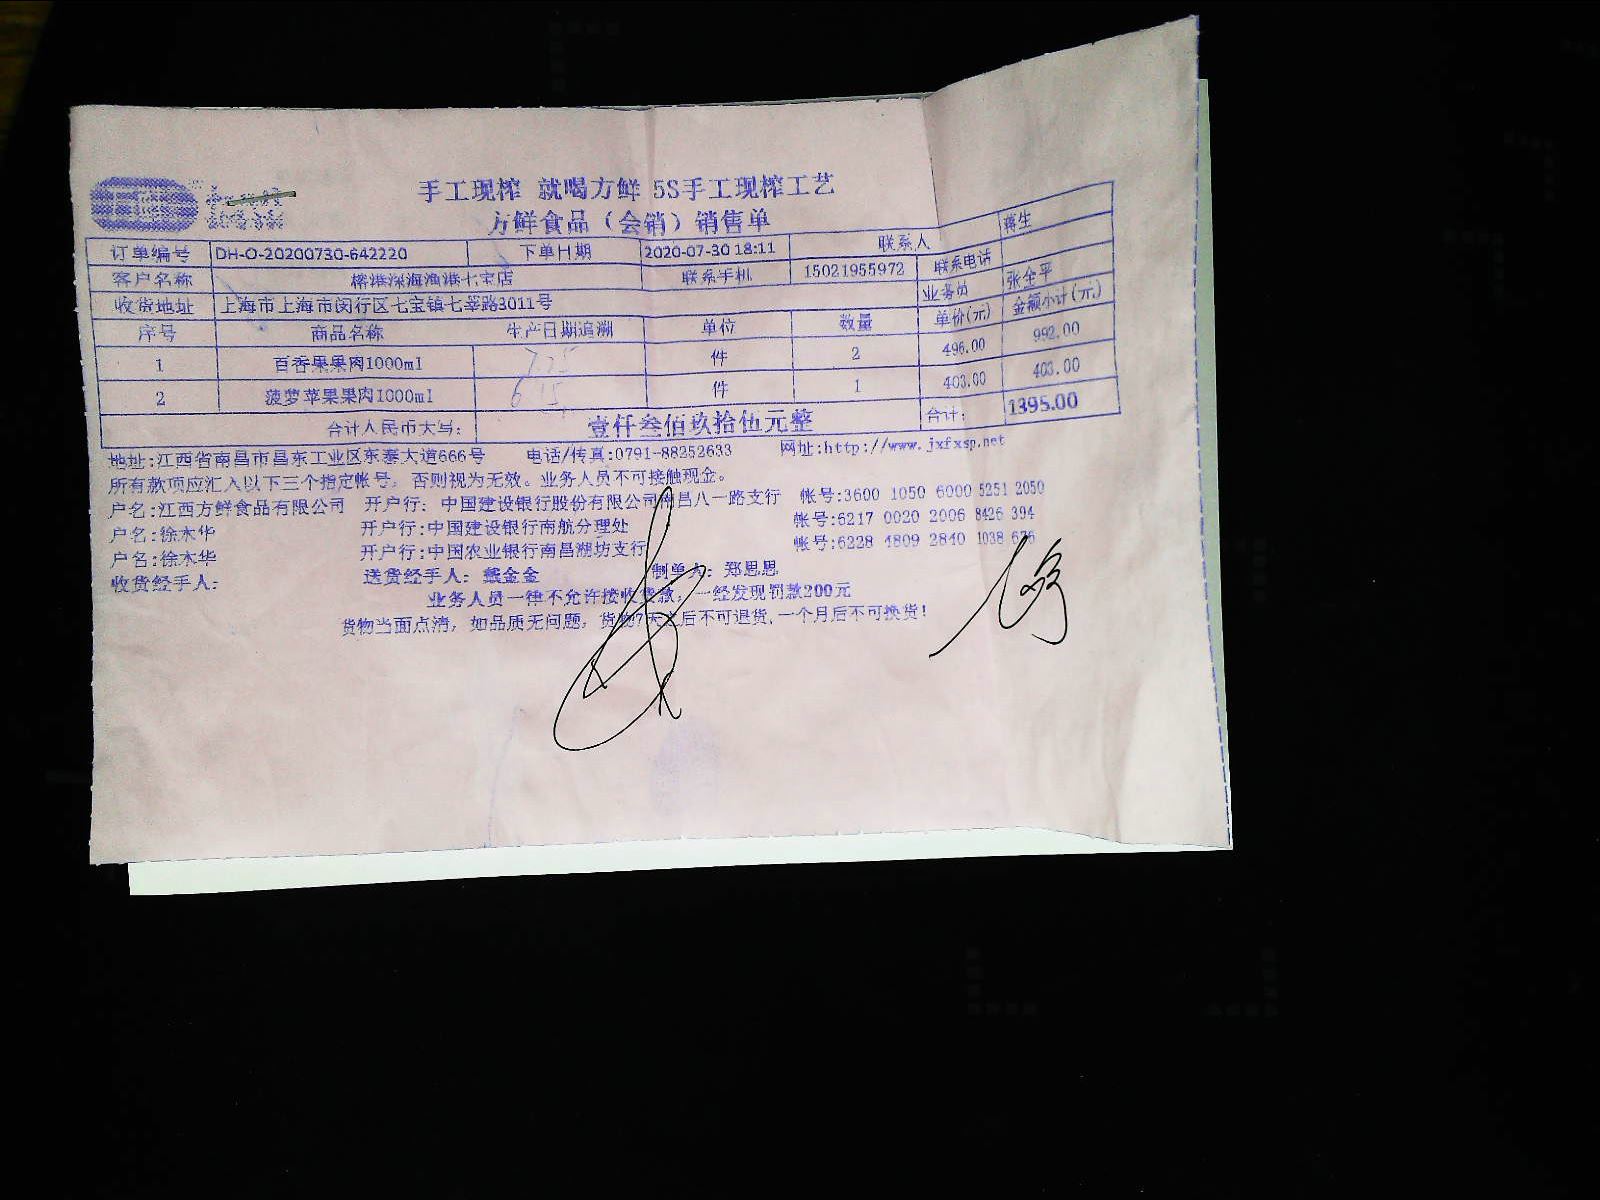 手工现榨 就喝方鲜 5S手工现榨工艺
方鲜食品（会销）销售单
订单编号 DH-O-20200730-642220 下单日期 2020-07-30 18:11 联系人 蒋生
客户名称 榕港深海渔港七宝店 联系手机 15021955972 联系电话
收货地址 上海市上海市闵行区七宝镇七莘路3011号 业务员 张全平
序号 商品名称 生产日期追溯 单位 数量 单价(元) 金额小计(元)
1 百香果果肉1000ml 件 2 496.00 992.00
2 菠萝苹果果肉1000ml 6 15 件 1 403.00 403.00
合计人民币大写: 壹仟叁佰玖拾伍元整 合计: 1395.00
地址:江西省南昌市昌东工业区东寨大道666号 电话/传真:0791-88252633 网址:http://www.jxfxsp.net
所有款项应汇入以下三个指定帐号，否则视为无效。业务人员不可接触现金。
户名:江西方鲜食品有限公司 开户行: 中国建设银行股份有限公司南昌八一路支行 帐号:3600 1050 6000 5251 2050
户名:徐木华 开户行:中国建设银行南航分理处 帐号:6217 0020 2006 8426 394
户名:徐木华 开户行:中国农业银行南昌湖坊支行 帐号:6228 4809 2840 1038 676
收货经手人: 送货经手人: 戴金金 制单人: 郑思思
业务人员一律不允许接收货款，一经发现罚款200元
货物当面点清，如品质无问题，货物7天之后不可退货,一个月后不可换货!